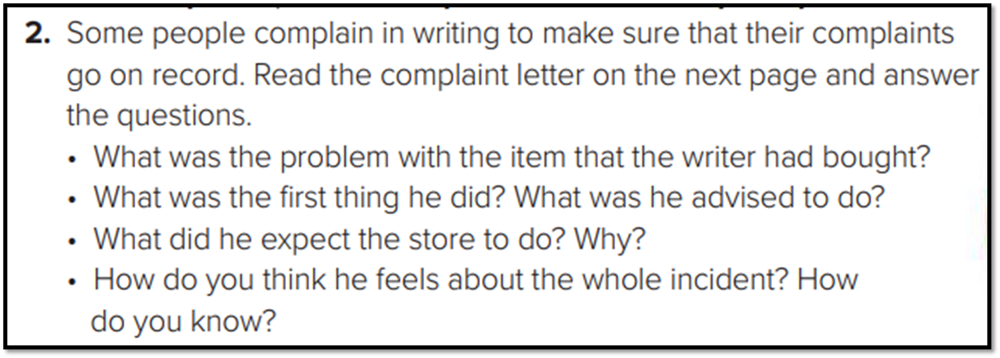 2. Some people complain in writing to make sure that their complaints
go on record. Read the complaint letter on the next page and answer
the questions.
• What was the problem with the item that the writer had bought?
• What was the first thing he did? What was he advised to do?
• What did he expect the store to do? Why?
• How do you think he feels about the whole incident? How
do you know?